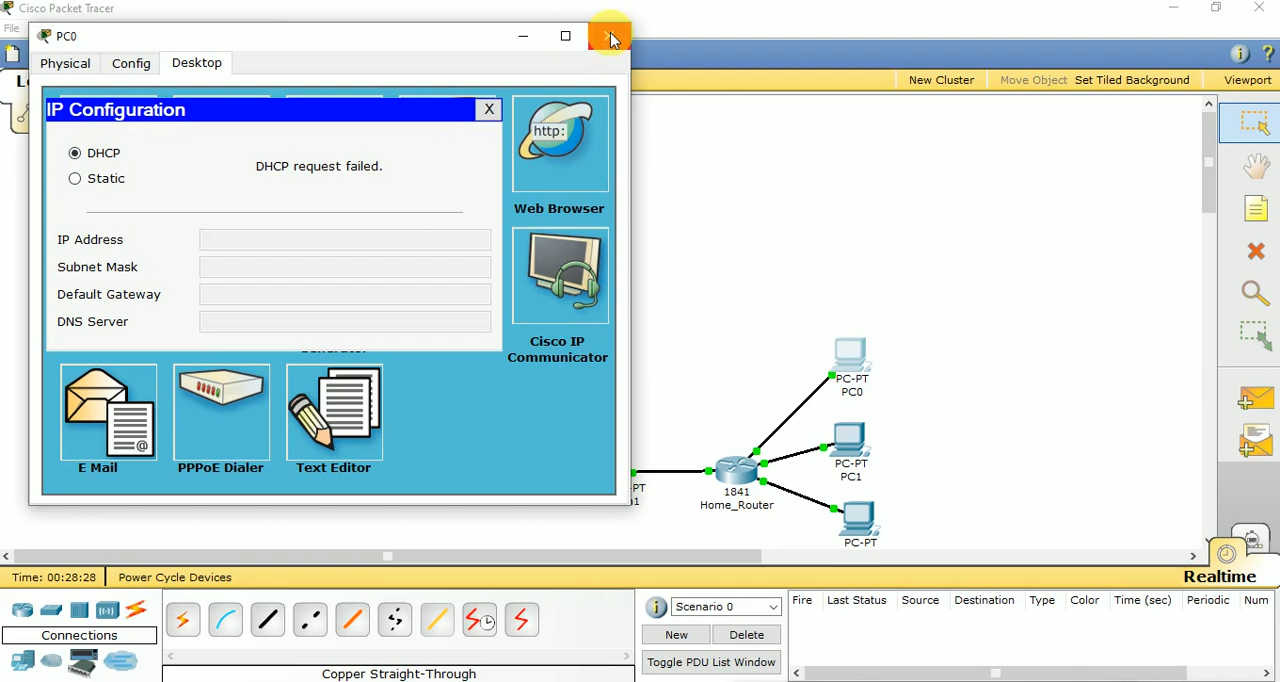 Cisco Packet Tracer
File
PC0
Physical
Config
Desktop
IP Configuration
X
DHCP
DHCP request failed.
Static
IP Address
Subnet Mask
Default Gateway
DNS Server
http:
Web Browser
Cisco IP
Communicator
E Mail
PPPoE Dialer
Text Editor
New Cluster
Move Object
Set Tiled Background
Viewport
PC-PT
PC0
PC-PT
PC1
1841
Home_Router
PC-PT
Time: 00:28:28
Power Cycle Devices
Realtime
Connections
Copper Straight-Through
Scenario 0
New
Delete
Toggle PDU List Window
Fire
Last Status
Source
Destination
Type
Color
Time (sec)
Periodic
Num